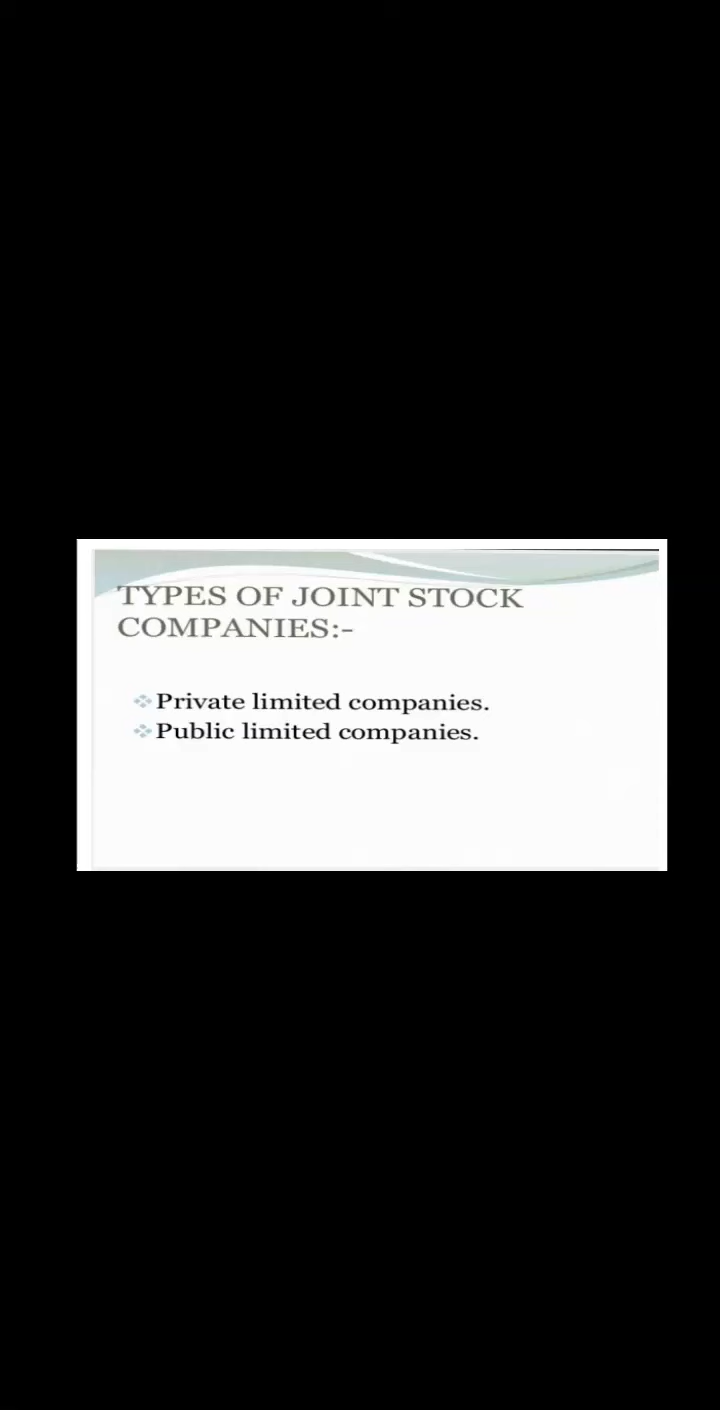 TYPES OF JOINT STOCK
COMPANIES:-
Private limited companies.
Public limited companies.